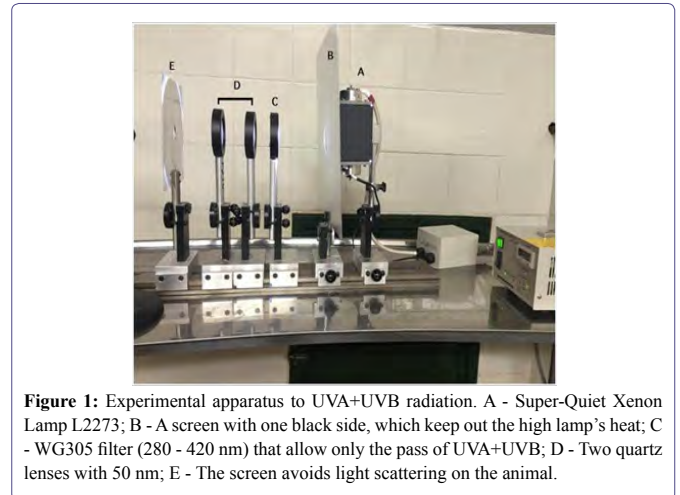 E
D
C
B
A
Figure 1: Experimental apparatus to UVA+UVB radiation. A - Super-Quiet Xenon
Lamp L2273; B - A screen with one black side, which keep out the high lamp's heat; C
- WG305 filter (280 - 420 nm) that allow only the pass of UVA+UVB; D - Two quartz
lenses with 50 nm; E - The screen avoids light scattering on the animal.